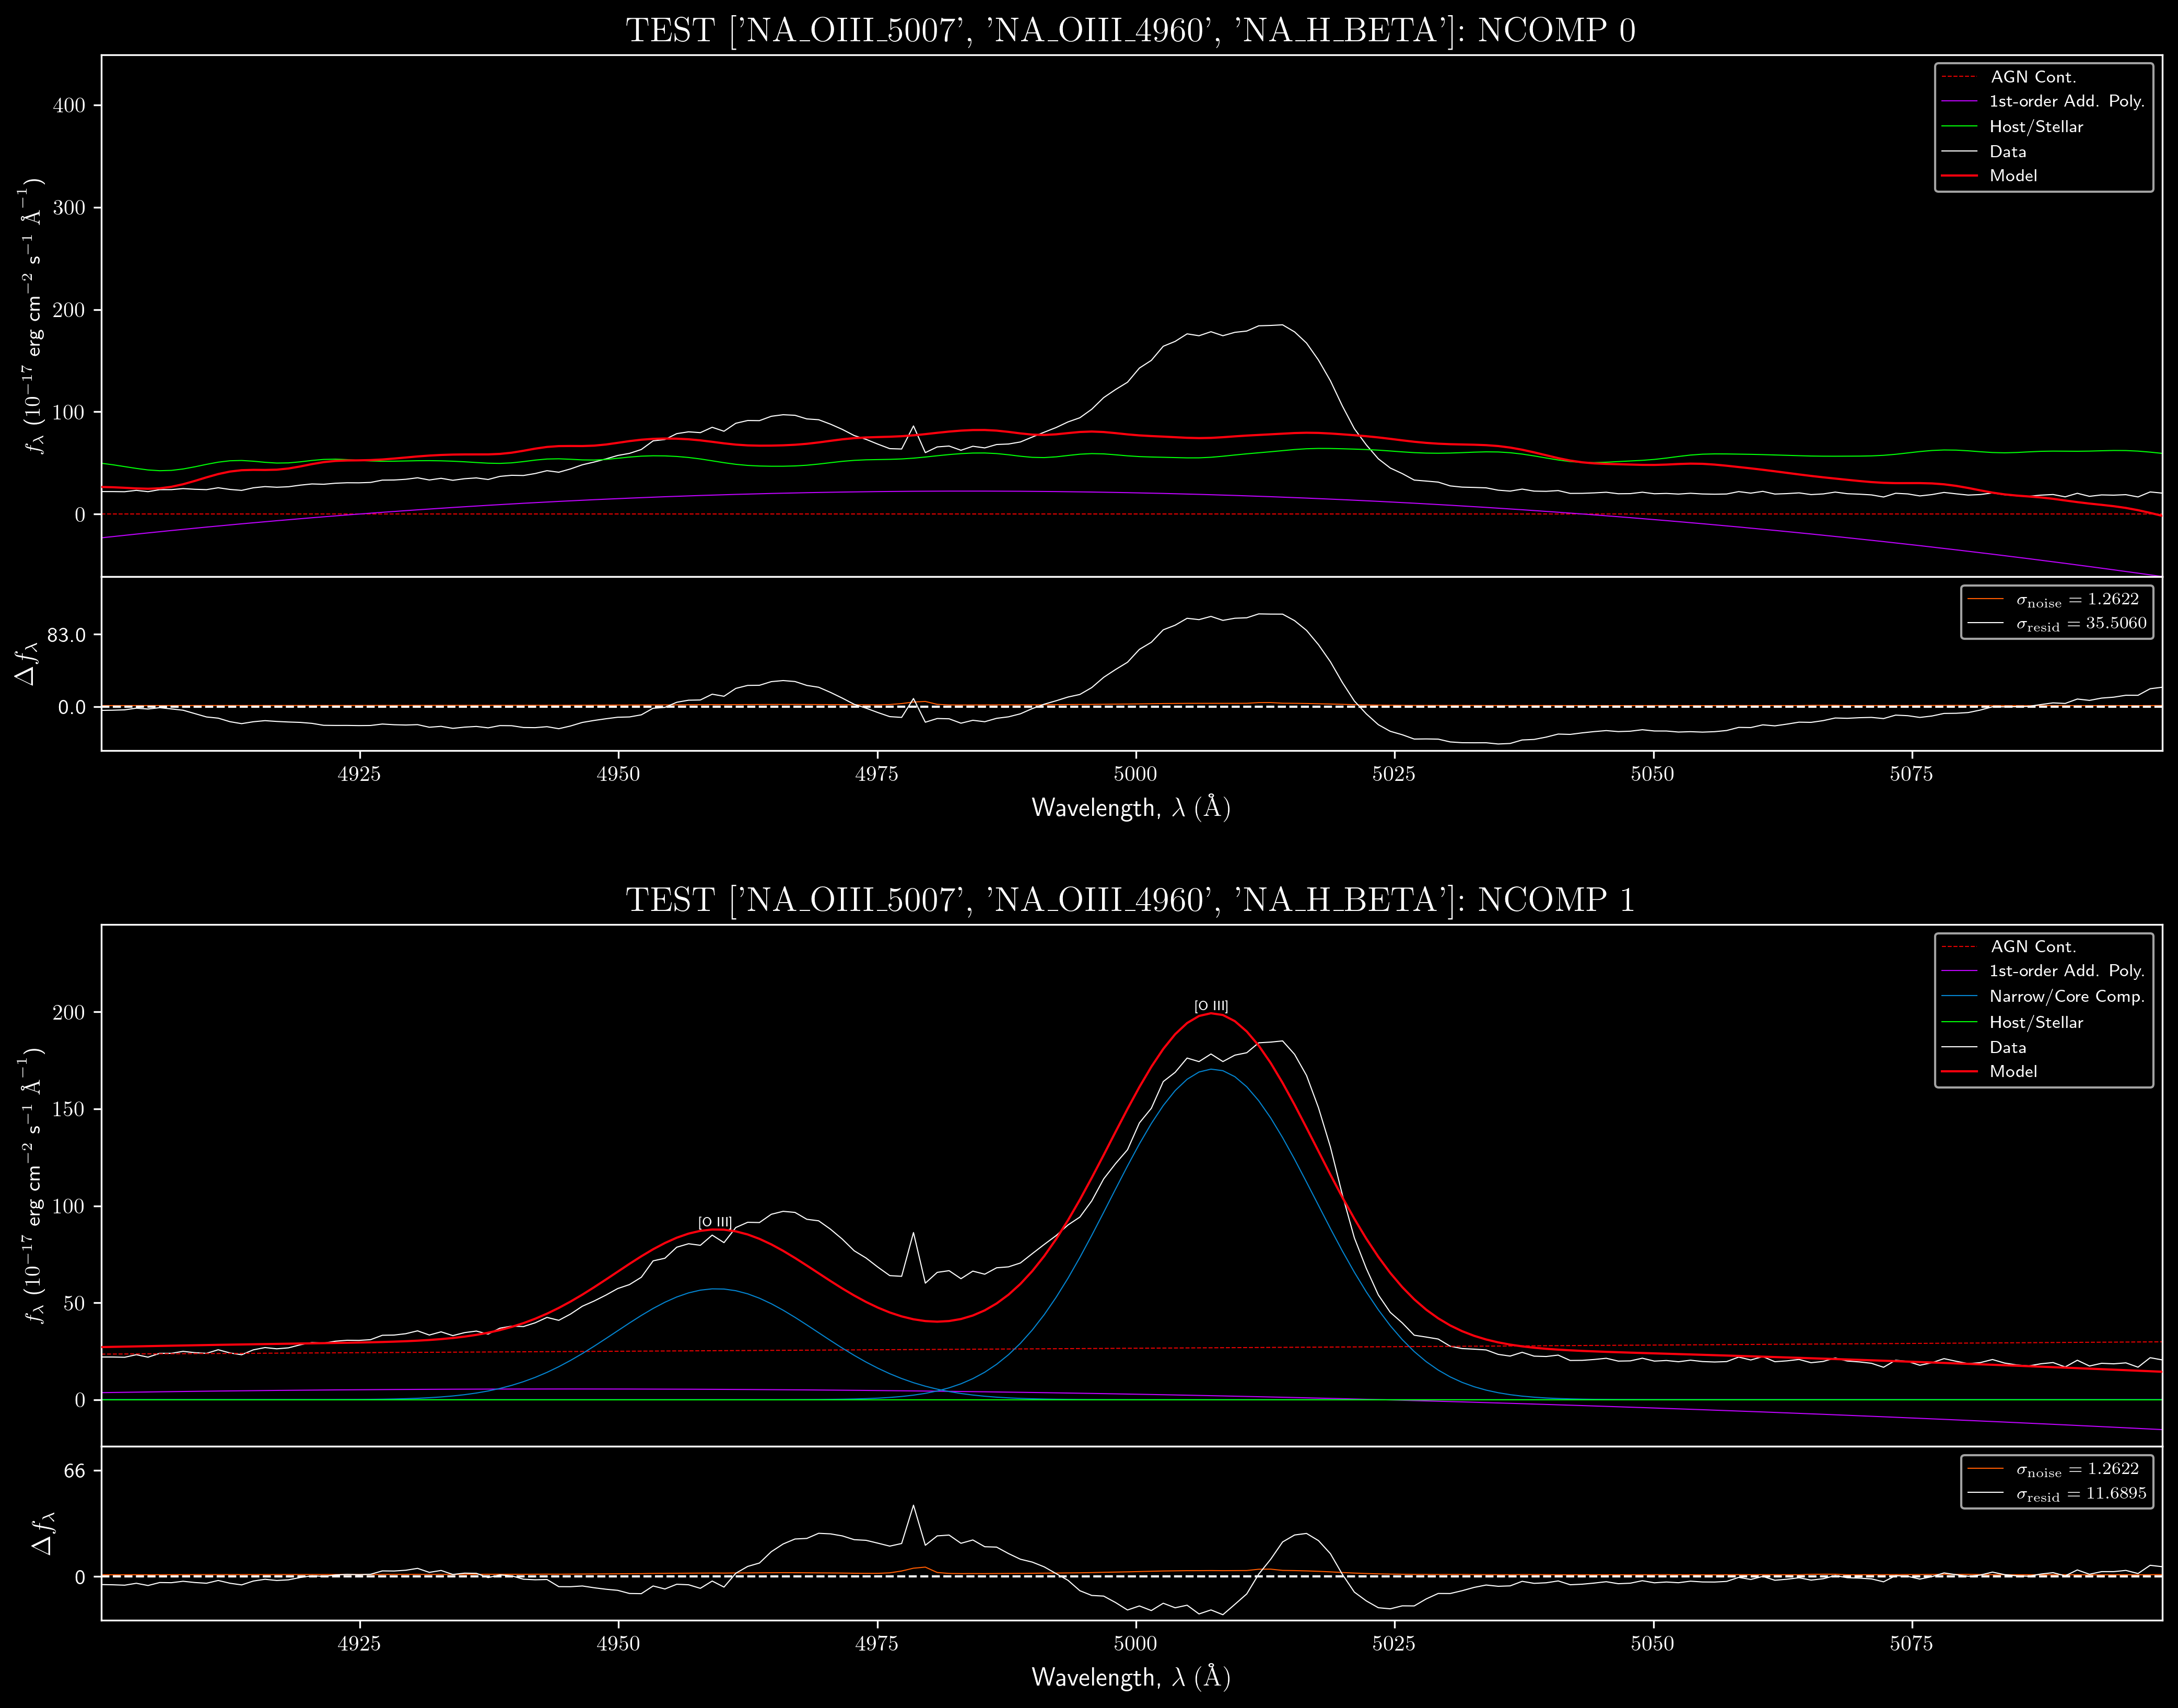 TEST ['NA_OIII_5007', 'NA_OIII_4960', 'NA_H_BETA']: NCOMP 0
AGN Cont.
1st-order Add. Poly.
Host/Stellar
Data
Model
400
300
200
100
0
f_λ (10^−17 erg cm^−2 s^−1 Å^−1)
σ_noise = 1.2622
σ_resid = 35.5060
83.0
0.0
Δf_λ
4925 4950 4975 5000 5025 5050 5075
Wavelength, λ (Å)
TEST ['NA_OIII_5007', 'NA_OIII_4960', 'NA_H_BETA']: NCOMP 1
AGN Cont.
1st-order Add. Poly.
Narrow/Core Comp.
Host/Stellar
Data
Model
[O III]
[O III]
200
150
100
50
0
f_λ (10^−17 erg cm^−2 s^−1 Å^−1)
σ_noise = 1.2622
σ_resid = 11.6895
66
0
Δf_λ
4925 4950 4975 5000 5025 5050 5075
Wavelength, λ (Å)